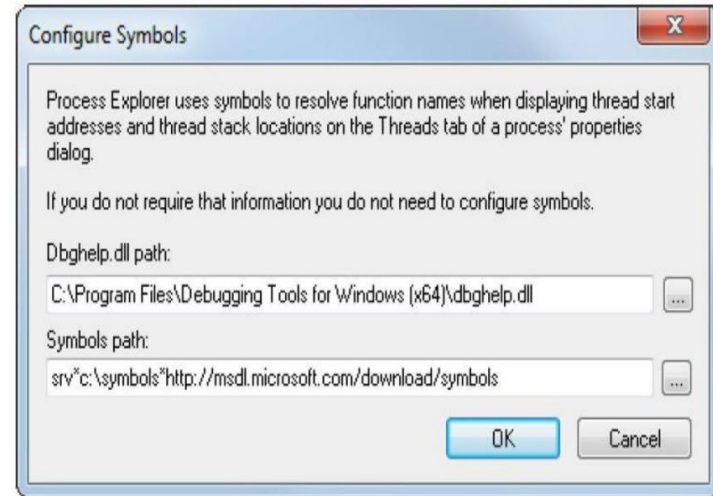 Configure Symbols
X
Process Explorer uses symbols to resolve function names when displaying thread start
addresses and thread stack locations on the Threads tab of a process' properties
dialog.
If you do not require that information you do not need to configure symbols.
Dbghelp.dll path:
C:\Program Files\Debugging Tools for Windows (x64)\dbghelp.dll
...
Symbols path:
srv*c:\symbols*http://msdl.microsoft.com/download/symbols
...
OK Cancel